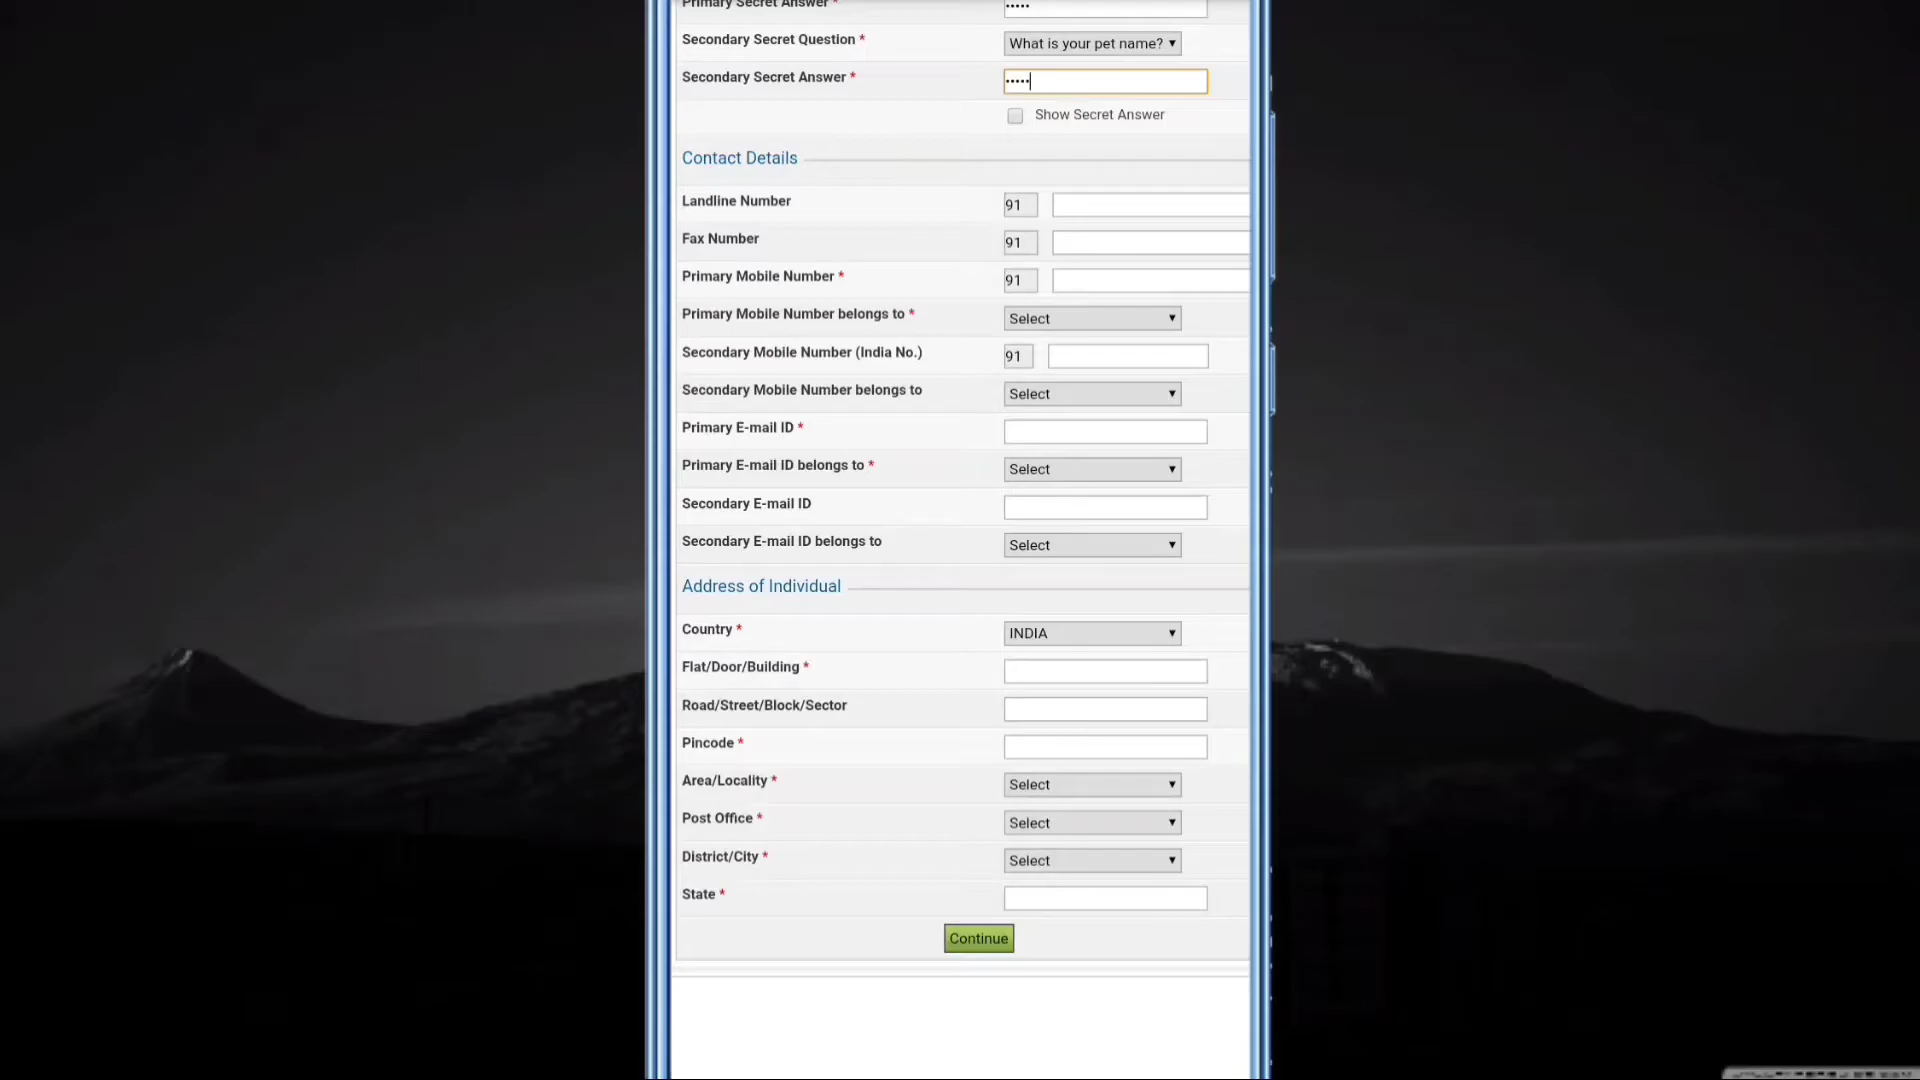 Primary Secret Answer *
Secondary Secret Question * What is your pet name?
Secondary Secret Answer *
Show Secret Answer
Contact Details
Landline Number 91
Fax Number 91
Primary Mobile Number * 91
Primary Mobile Number belongs to * Select
Secondary Mobile Number (India No.) 91
Secondary Mobile Number belongs to Select
Primary E-mail ID *
Primary E-mail ID belongs to * Select
Secondary E-mail ID
Secondary E-mail ID belongs to Select
Address of Individual
Country * INDIA
Flat/Door/Building *
Road/Street/Block/Sector
Pincode *
Area/Locality * Select
Post Office * Select
District/City * Select
State *
Continue